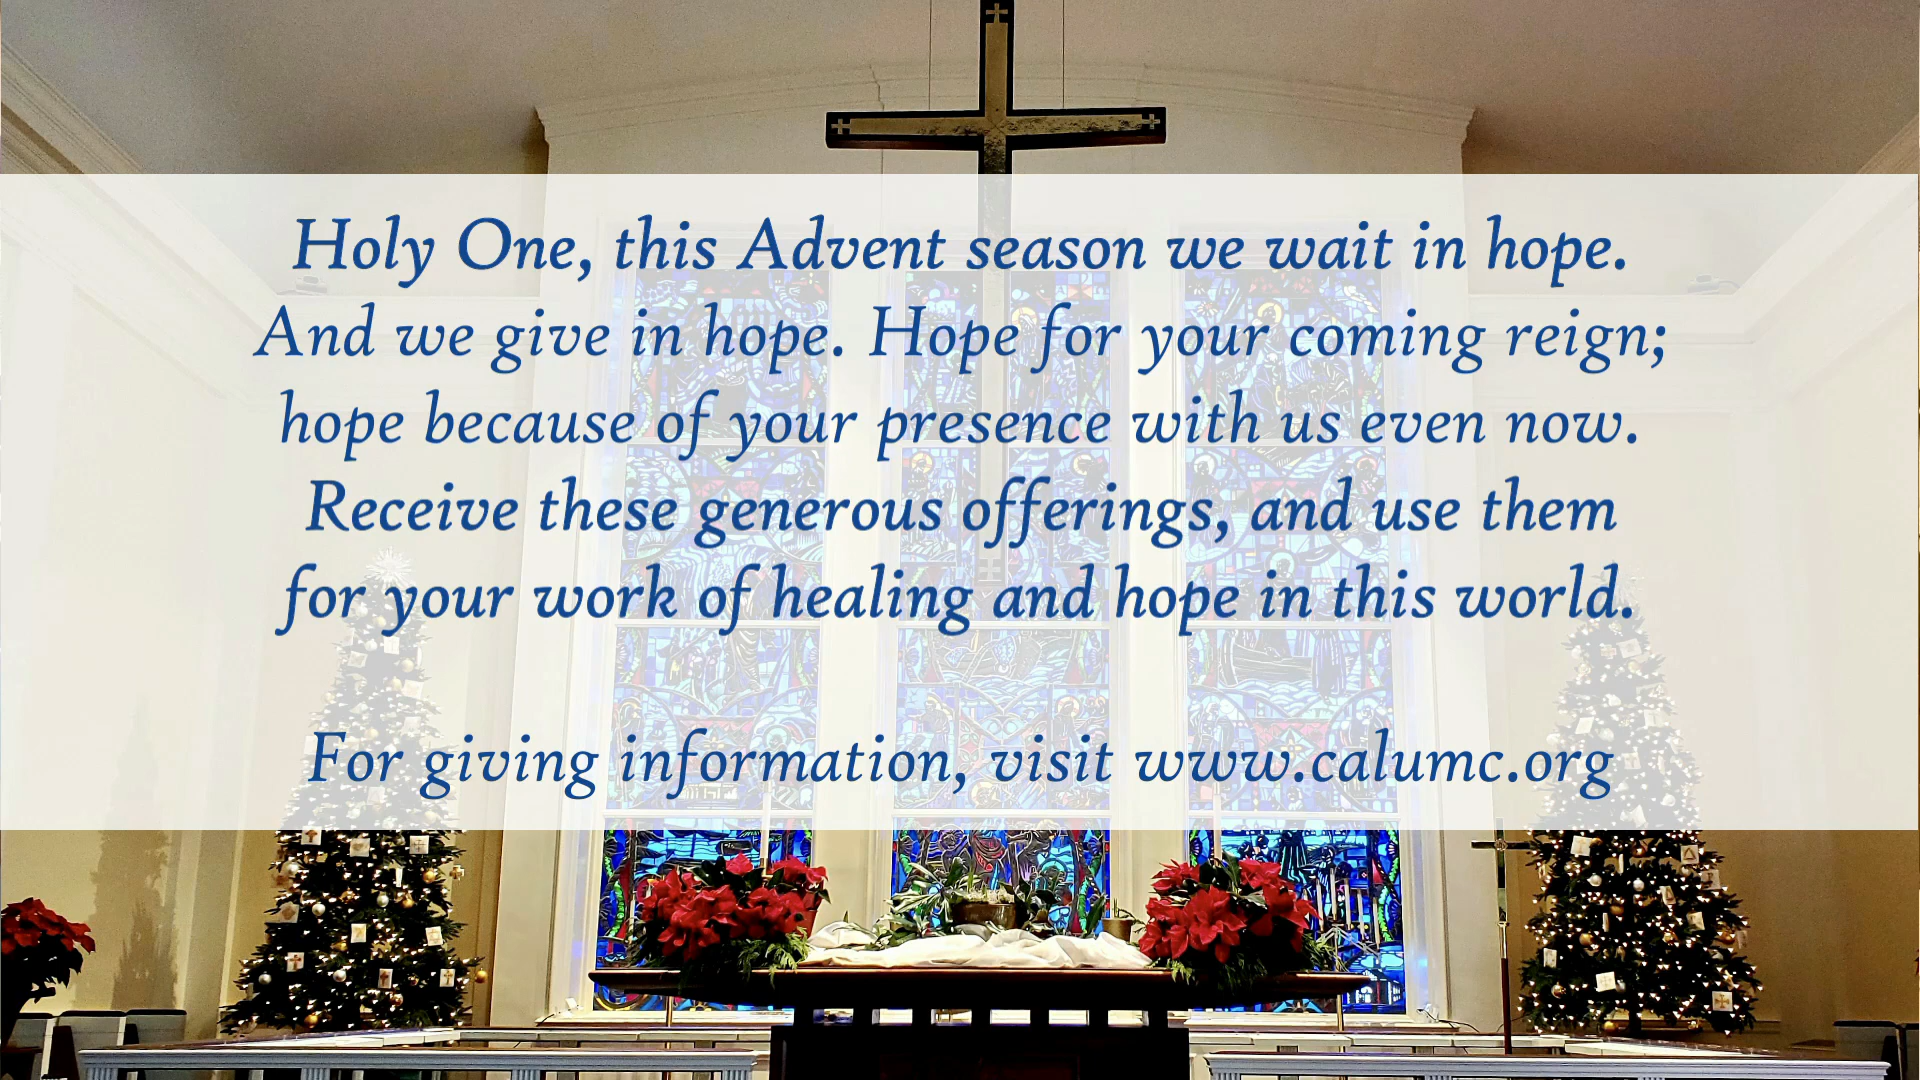 Holy One, this Advent season we wait in hope.
And we give in hope. Hope for your coming reign;
hope because of your presence with us even now.
Receive these generous offerings, and use them
for your work of healing and hope in this world.
For giving information, visit www.calumc.org